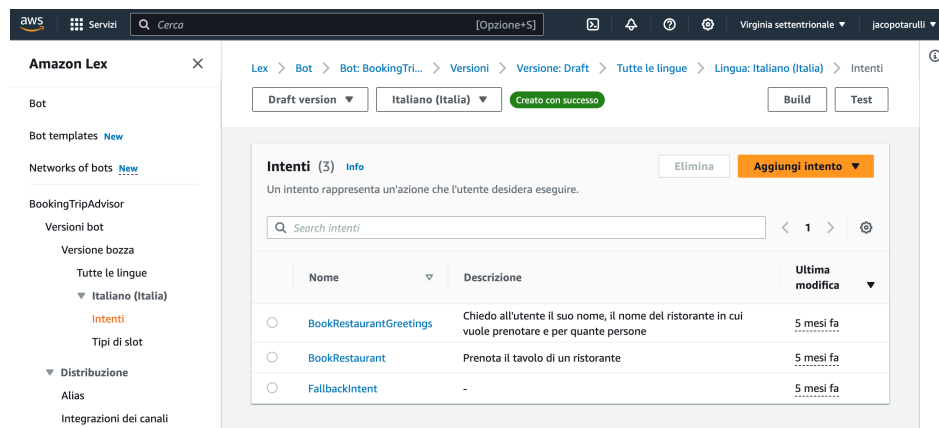 aws
Servizi
Cerca
[Opzione+S]
Virginia settentrionale ▼
jacopotarulli ▼
Amazon Lex
Bot
Bot templates New
Networks of bots New
BookingTripAdvisor
Versioni bot
Versione bozza
Tutte le lingue
▼ Italiano (Italia)
Intenti
Tipi di slot
▼ Distribuzione
Alias
Integrazioni dei canali
Lex > Bot > Bot: BookingTri... > Versioni > Versione: Draft > Tutte le lingue > Lingua: Italiano (Italia) > Intenti
Draft version ▼
Italiano (Italia) ▼
Creato con successo
Build
Test
Intenti (3) Info
Elimina
Aggiungi intento ▼
Un intento rappresenta un'azione che l'utente desidera eseguire.
Search intenti
< 1 >
Nome
Descrizione
Ultima
modifica ▼
BookRestaurantGreetings
Chiedo all'utente il suo nome, il nome del ristorante in cui
vuole prenotare e per quante persone
5 mesi fa
BookRestaurant
Prenota il tavolo di un ristorante
5 mesi fa
FallbackIntent
-
5 mesi fa